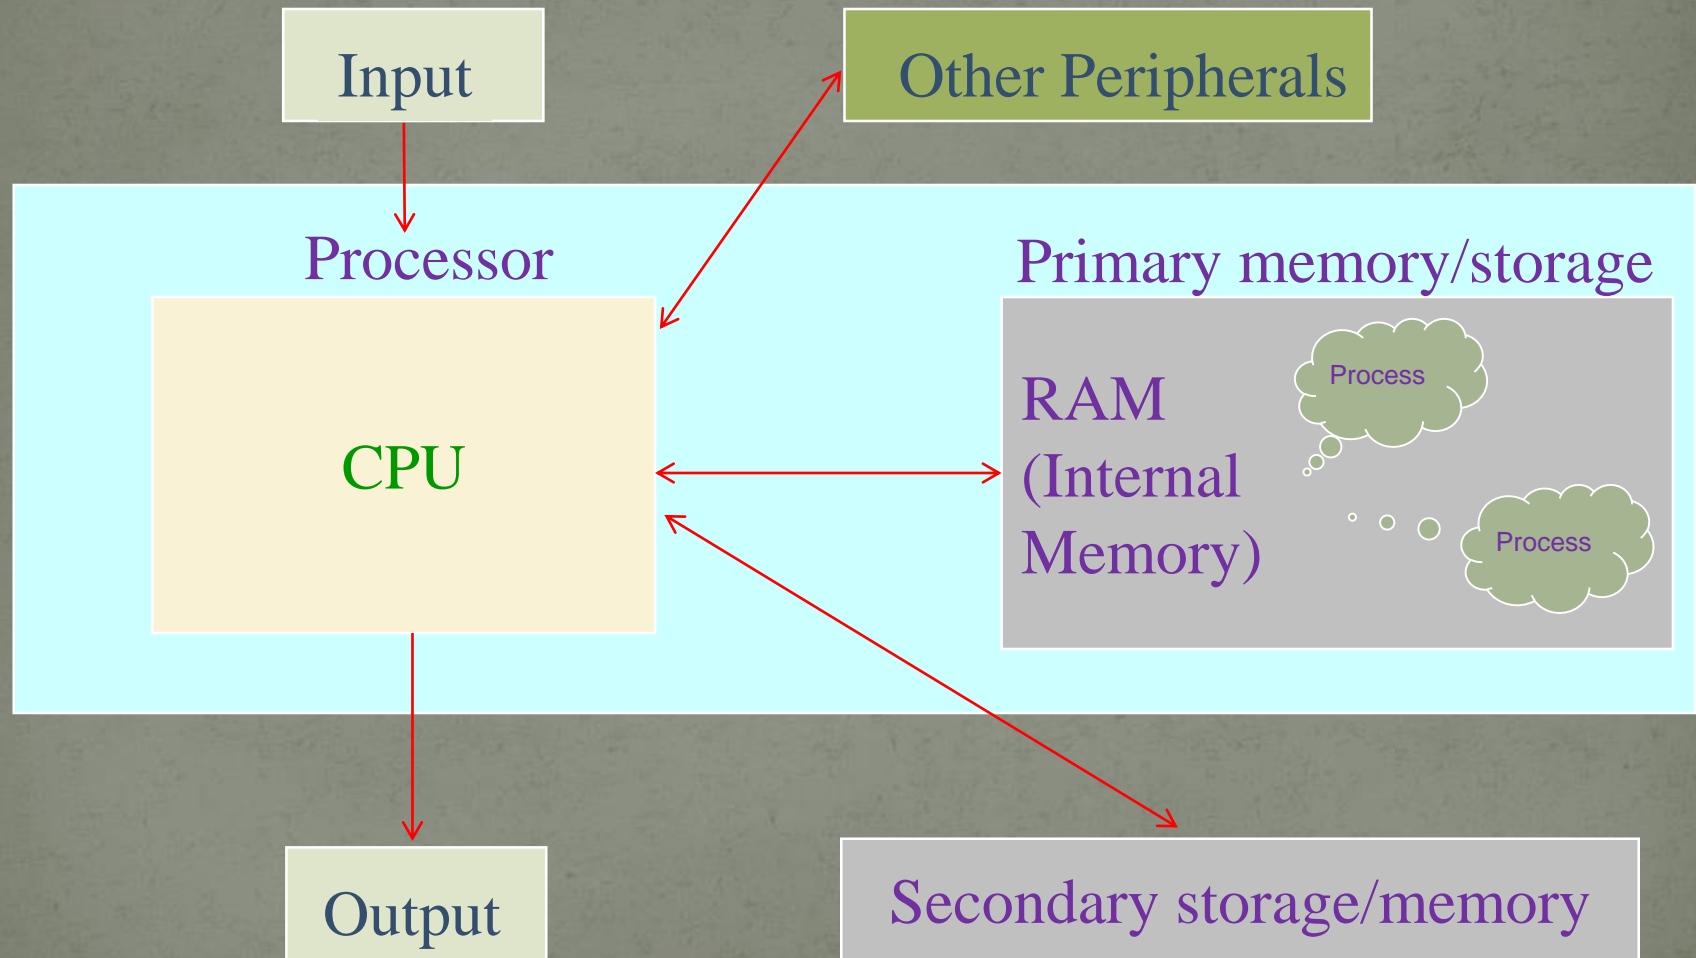 Input
Other Peripherals
Processor
Primary memory/storage
CPU
RAM
(Internal
Memory)
Process
Process
Output
Secondary storage/memory